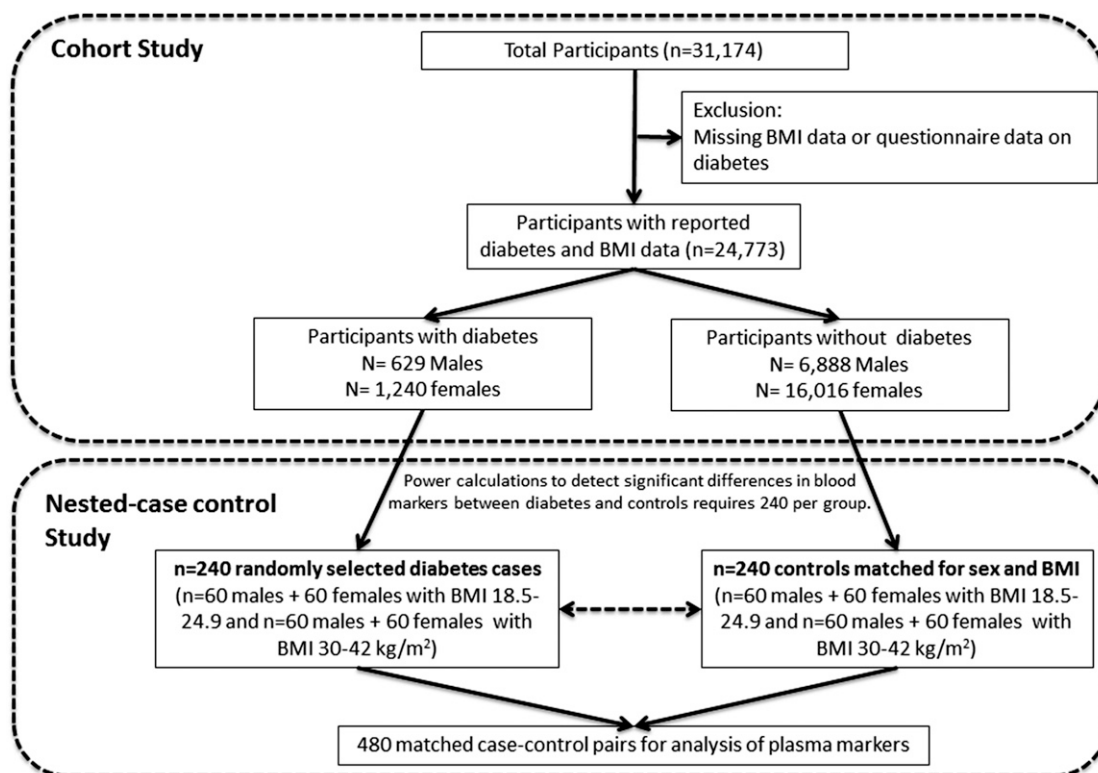 Cohort Study
Total Participants (n=31,174)
Exclusion:
Missing BMI data or questionnaire data on
diabetes
Participants with reported
diabetes and BMI data (n=24,773)
Participants with diabetes
N= 629 Males
N= 1,240 females
Participants without  diabetes
N= 6,888 Males
N= 16,016 females
Nested-case control
Study
Power calculations to detect significant differences in blood
markers between diabetes and controls requires 240 per group.
n=240 randomly selected diabetes cases
(n=60 males + 60 females with BMI 18.5-
24.9 and n=60 males + 60 females  with
BMI 30-42 kg/m²)
n=240 controls matched for sex and BMI
(n=60 males + 60 females with BMI 18.5-
24.9 and n=60 males + 60 females  with
BMI 30-42 kg/m²)
480 matched case-control pairs for analysis of plasma markers